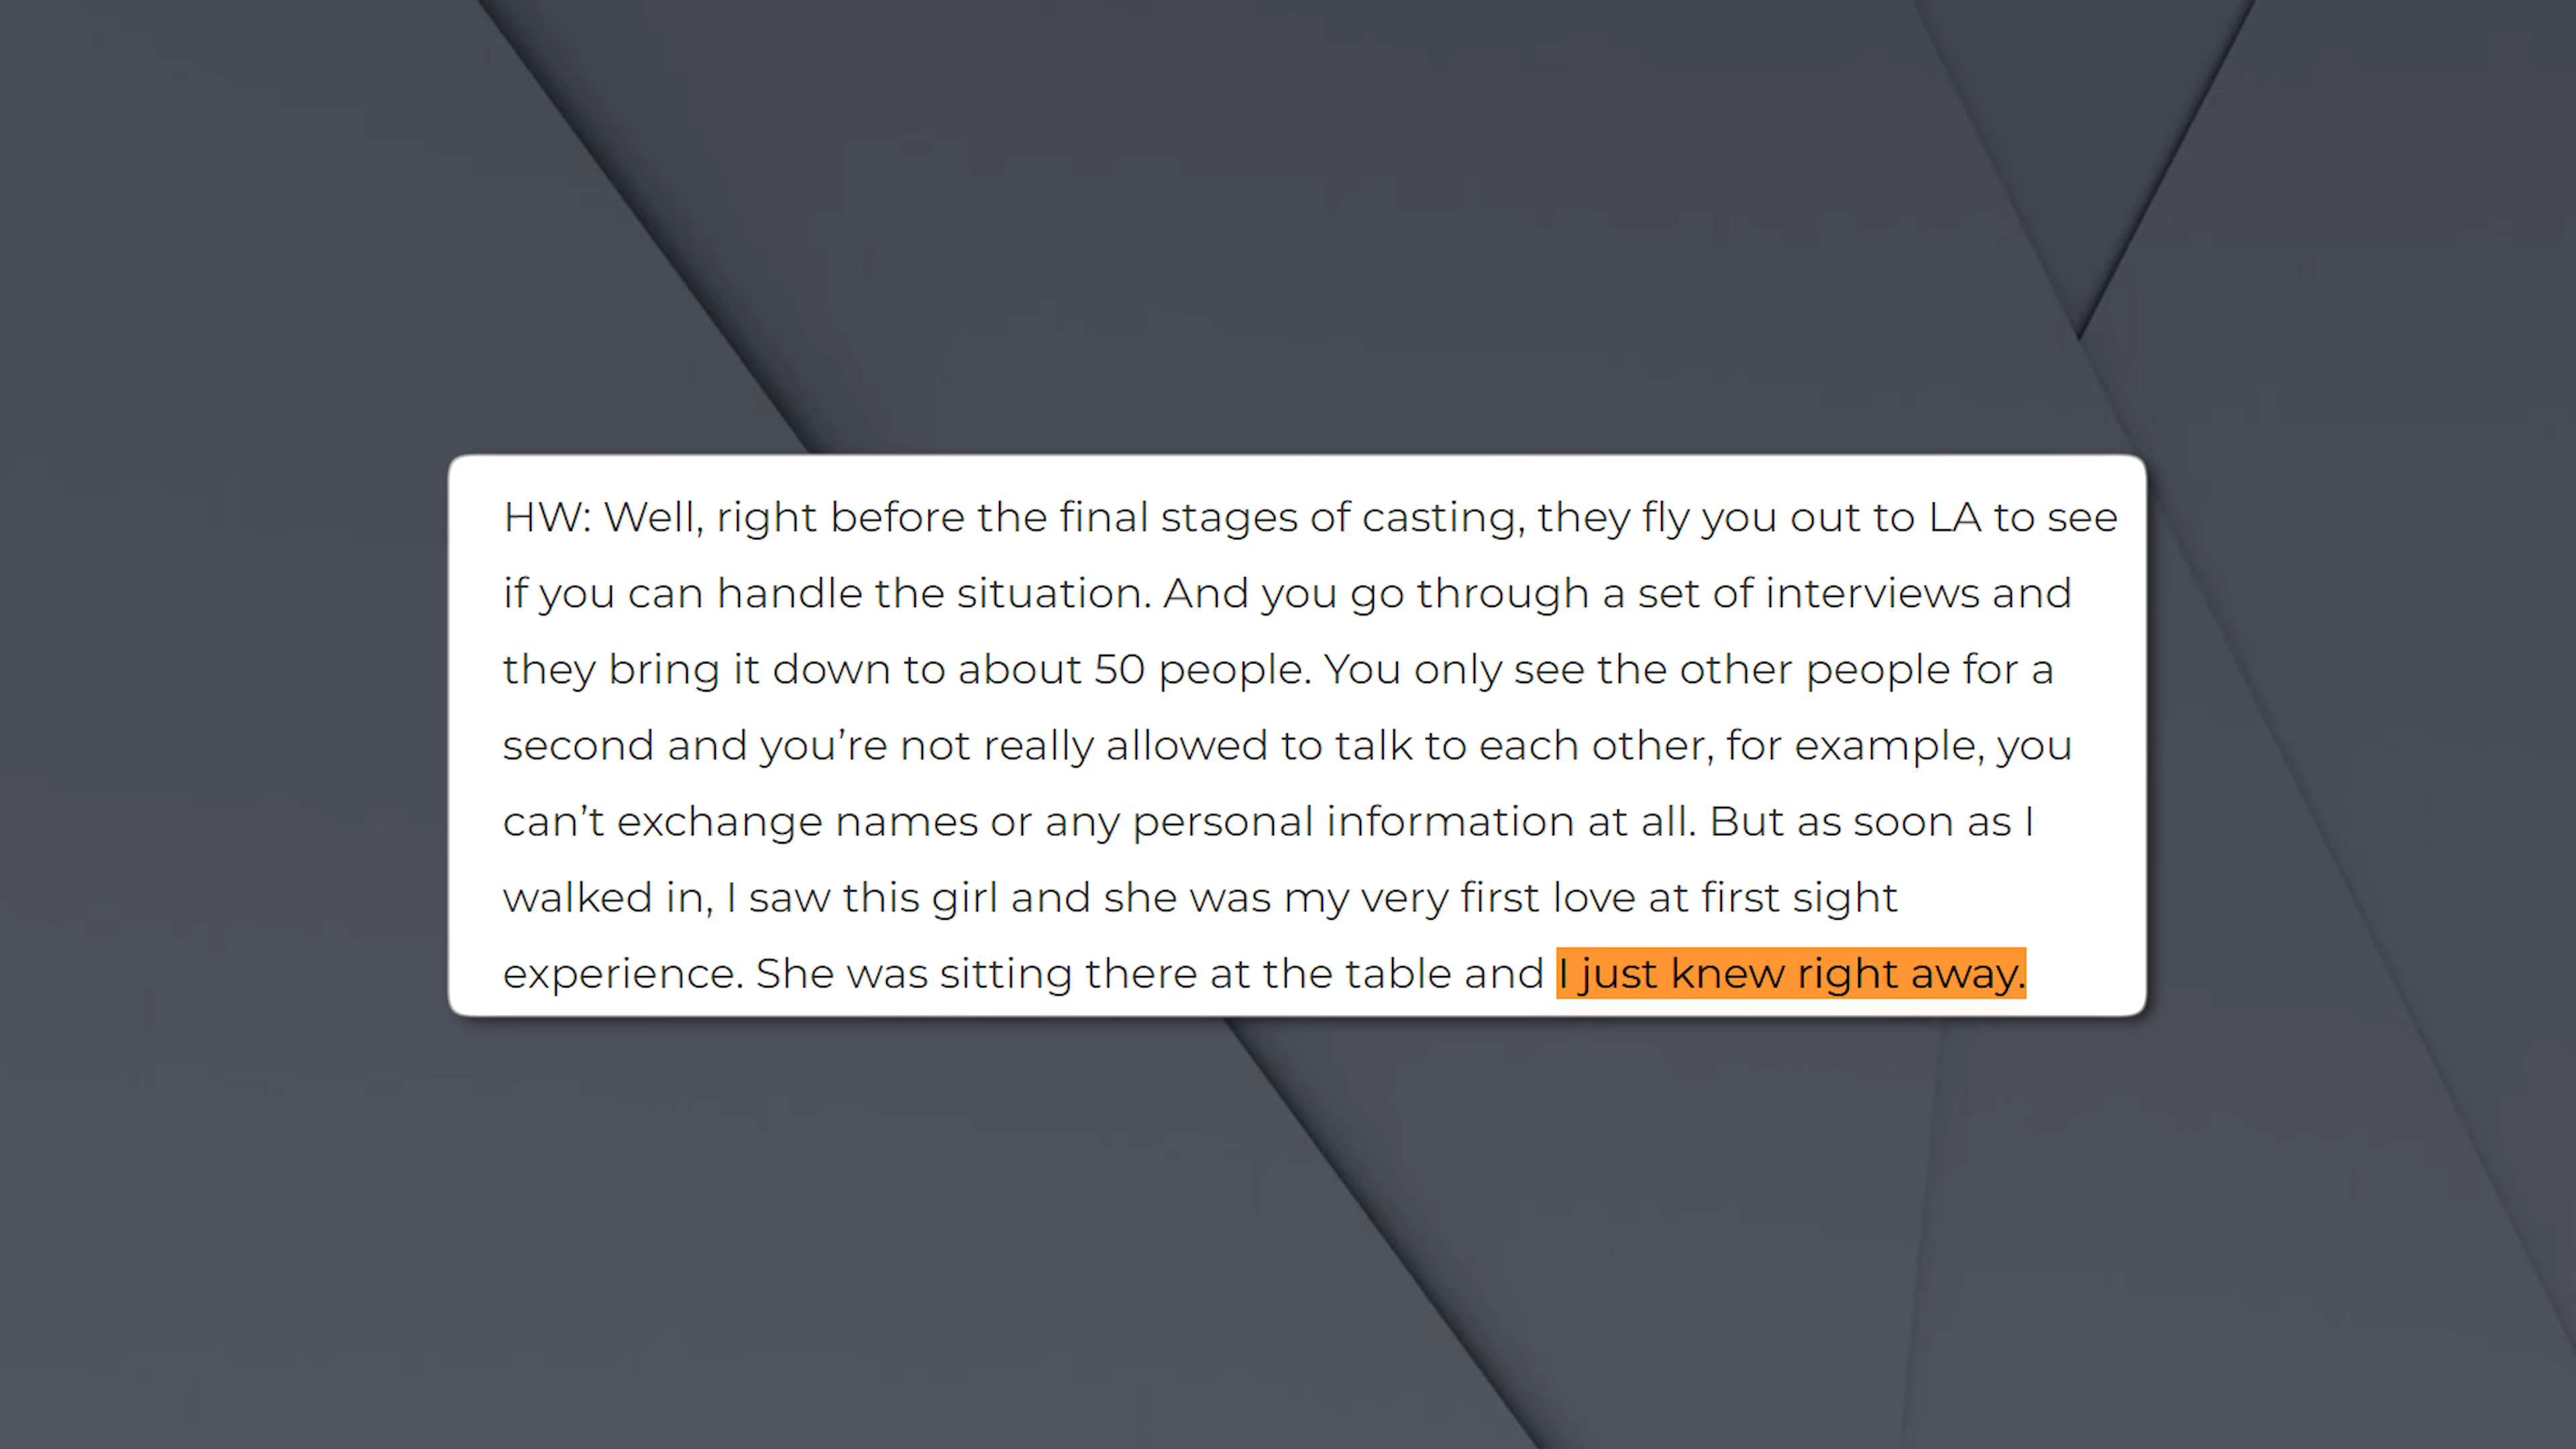 HW: Well, right before the final stages of casting, they fly you out to LA to see
if you can handle the situation. And you go through a set of interviews and
they bring it down to about 50 people. You only see the other people for a
second and you’re not really allowed to talk to each other, for example, you
can’t exchange names or any personal information at all. But as soon as I
walked in, I saw this girl and she was my very first love at first sight
experience. She was sitting there at the table and I just knew right away.